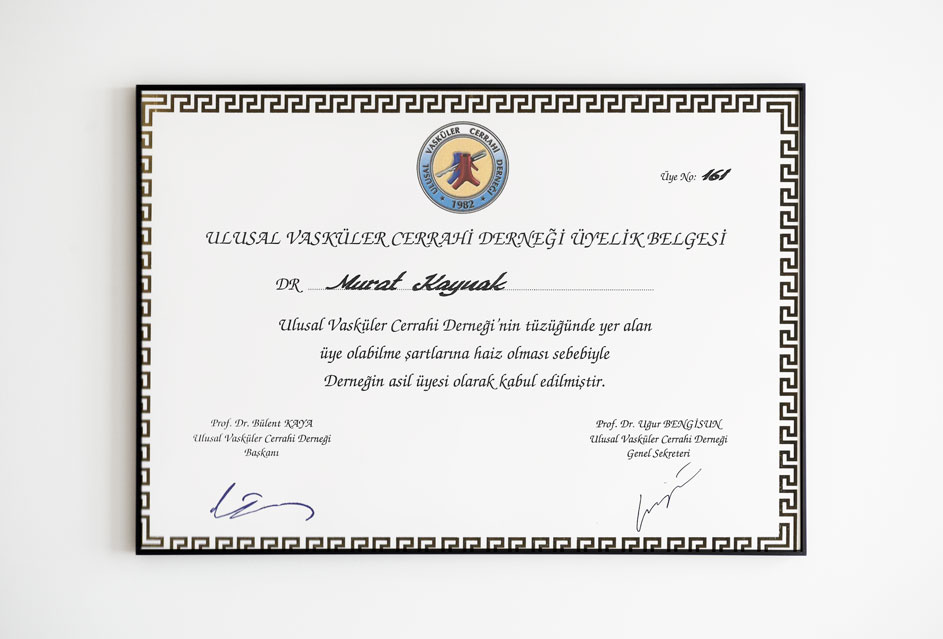 ULUSAL VASKÜLER CERRAHİ DERNEĞİ
1982
Üye No: 161
ULUSAL VASKÜLER CERRAHİ DERNEĞİ ÜYELİK BELGESİ
DR Murat Kaynak
Ulusal Vasküler Cerrahi Derneği'nin tüzüğünde yer alan
üye olabilme şartlarına haiz olması sebebiyle
Derneğin asil üyesi olarak kabul edilmiştir.
Prof. Dr. Bülent KAYA
Ulusal Vasküler Cerrahi Derneği
Başkanı
Prof. Dr. Uğur BENGİSUN
Ulusal Vasküler Cerrahi Derneği
Genel Sekreteri